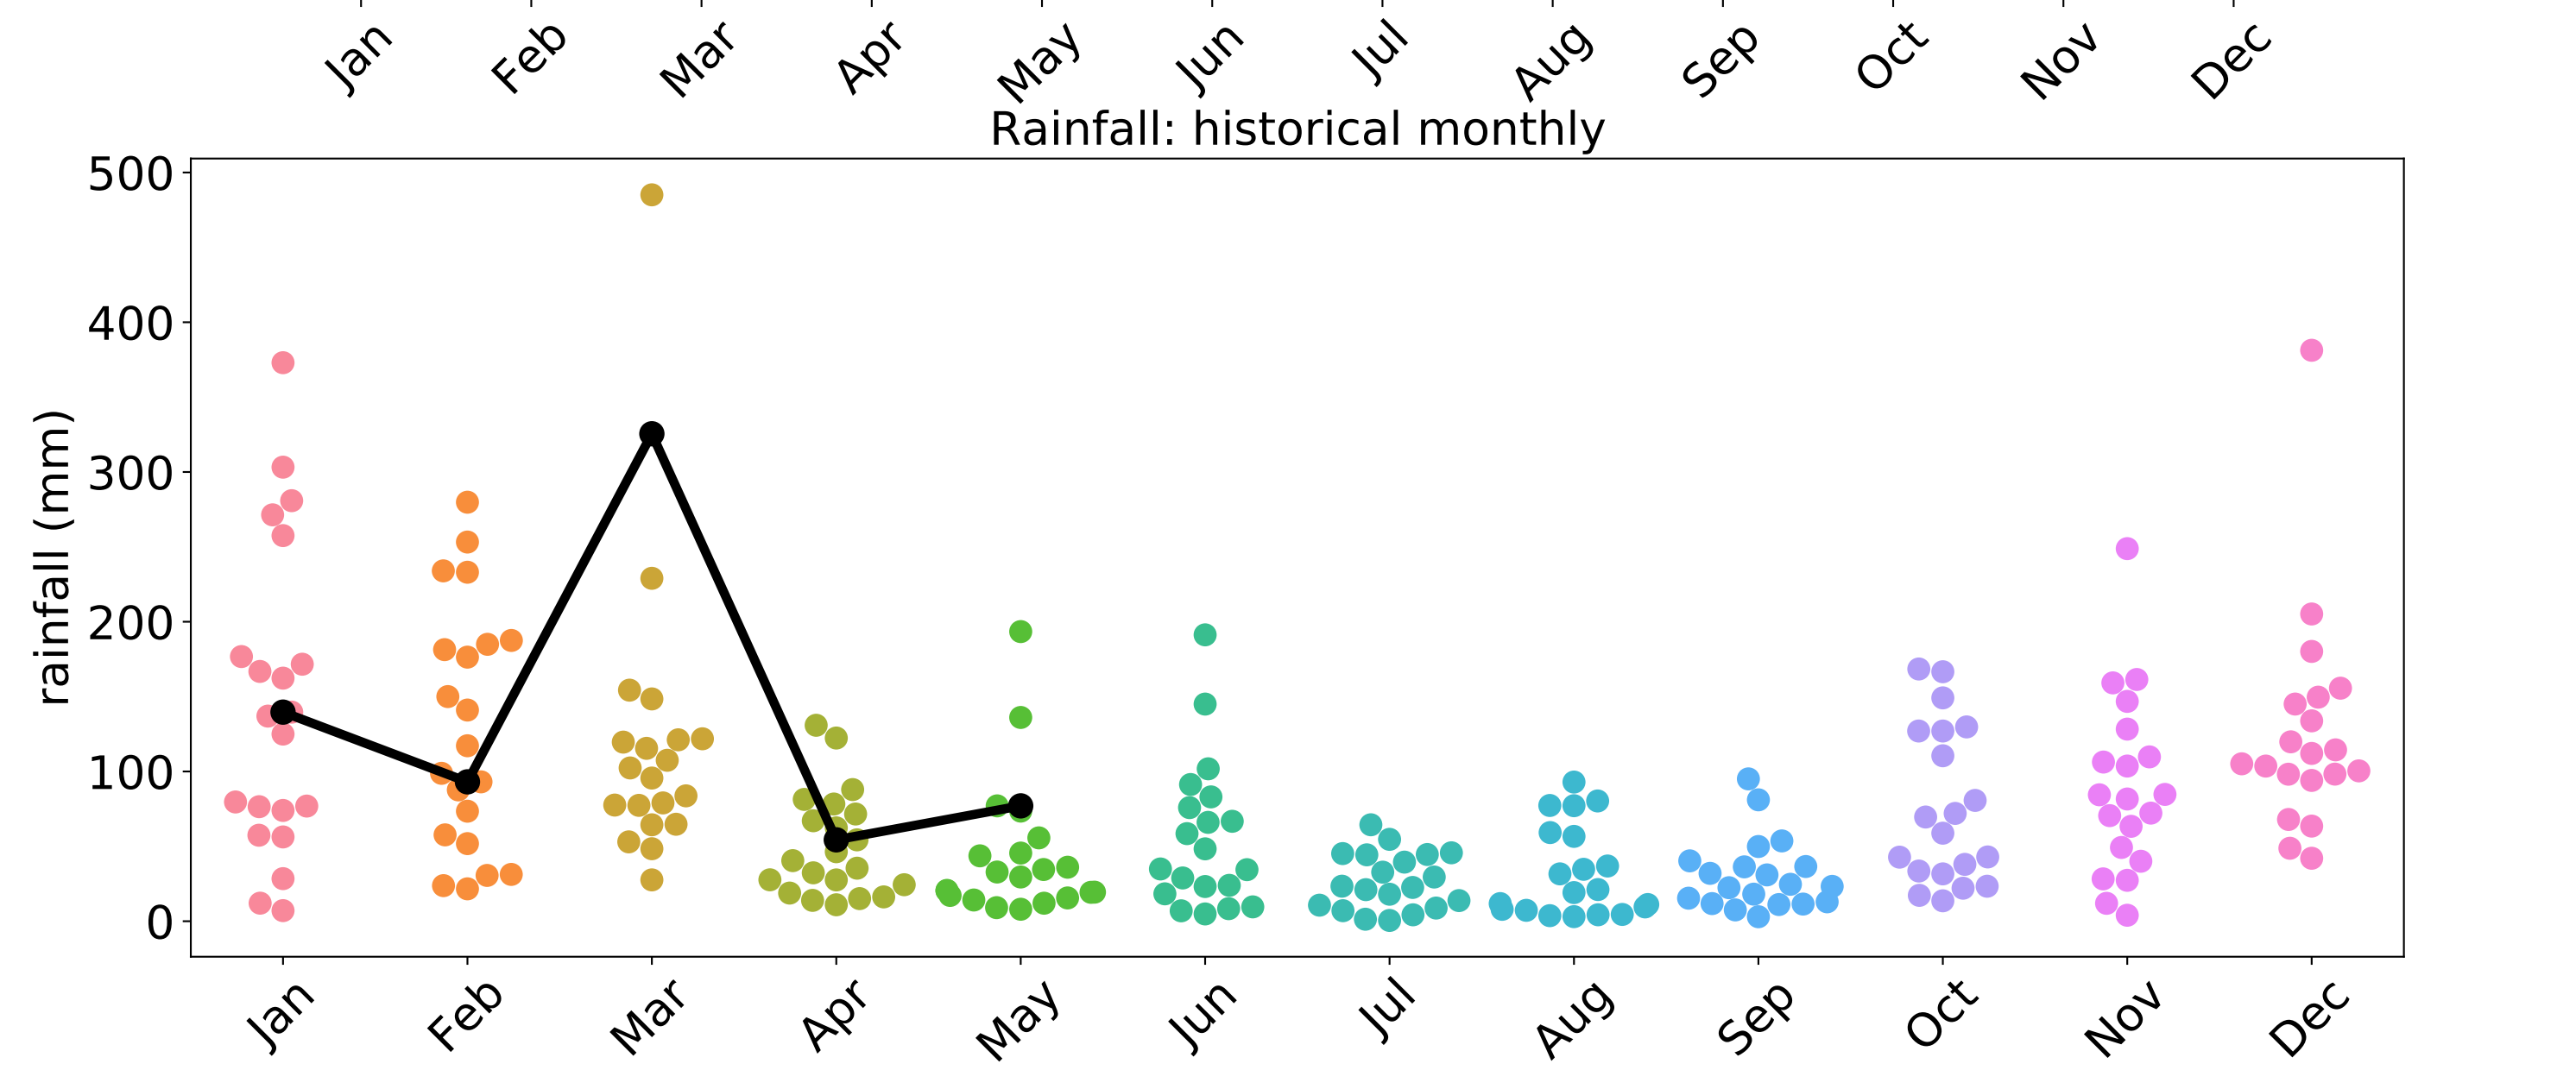 Jan Feb Mar Apr May Jun Jul Aug Sep Oct Nov Dec
Rainfall: historical monthly
500
400
300
200
100
0
rainfall (mm)
Jan Feb Mar Apr May Jun Jul Aug Sep Oct Nov Dec